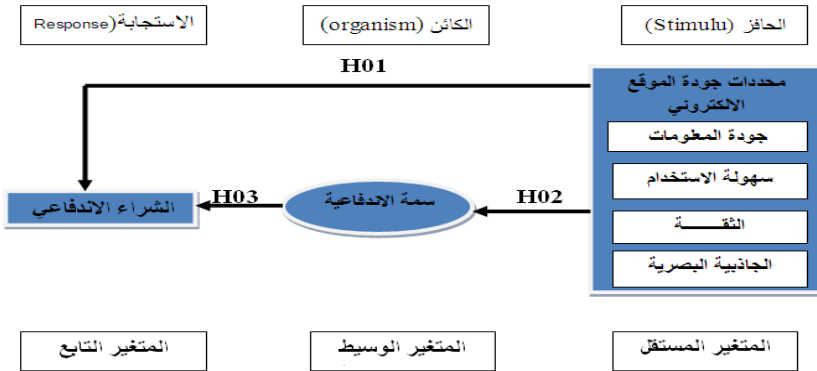 الحافز (Stimulu)
الكائن (organism)
الاستجابة(Response
H01
محددات جودة الموقع
الالكتروني
جودة المعلومات
سهولة الاستخدام
الثقـــــــة
الجاذبية البصرية
H02
سمة الاندفاعية
H03
الشراء الاندفاعي
المتغير المستقل
المتغير الوسيط
المتغير التابع